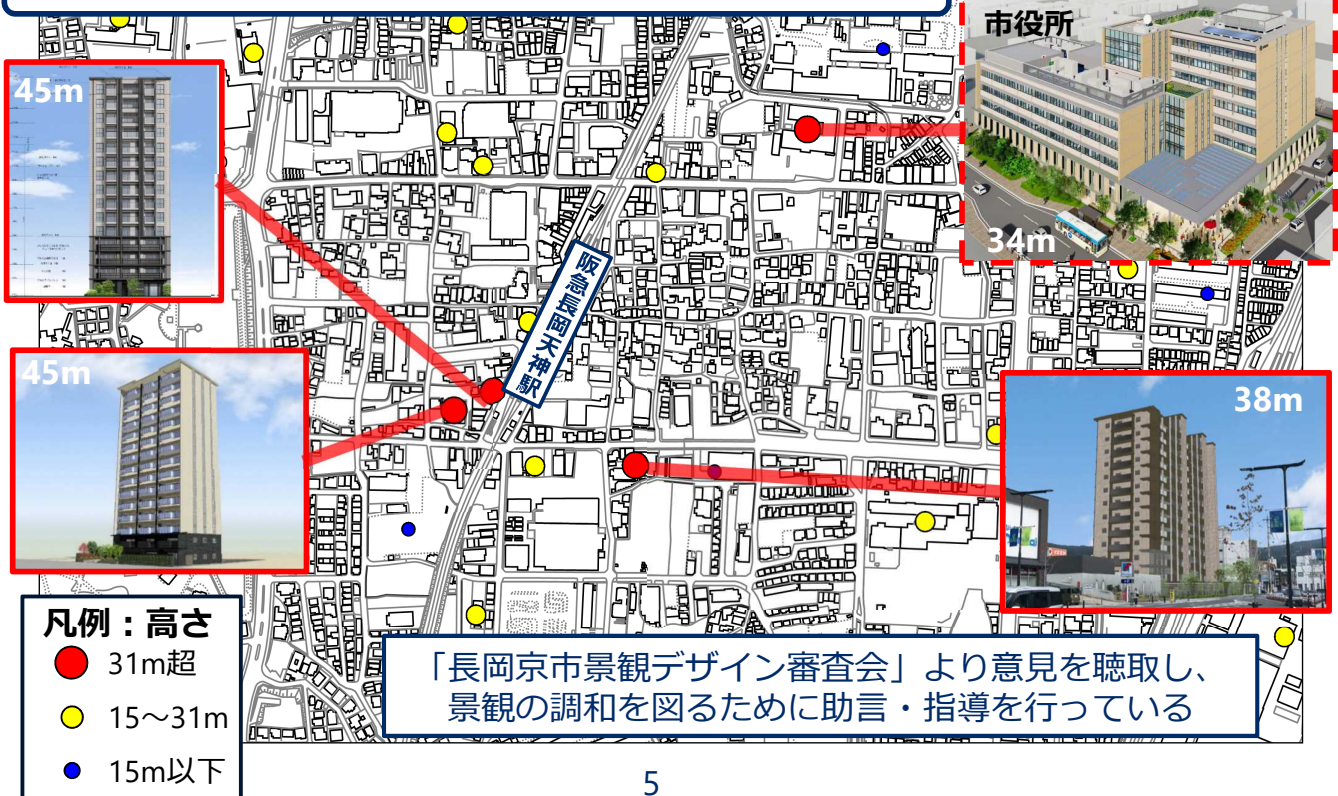 市役所
45m
34m
阪急長岡天神駅
45m
38m
凡例：高さ
31m超
15～31m
15m以下
「長岡京市景観デザイン審査会」より意見を聴取し、
景観の調和を図るために助言・指導を行っている
5